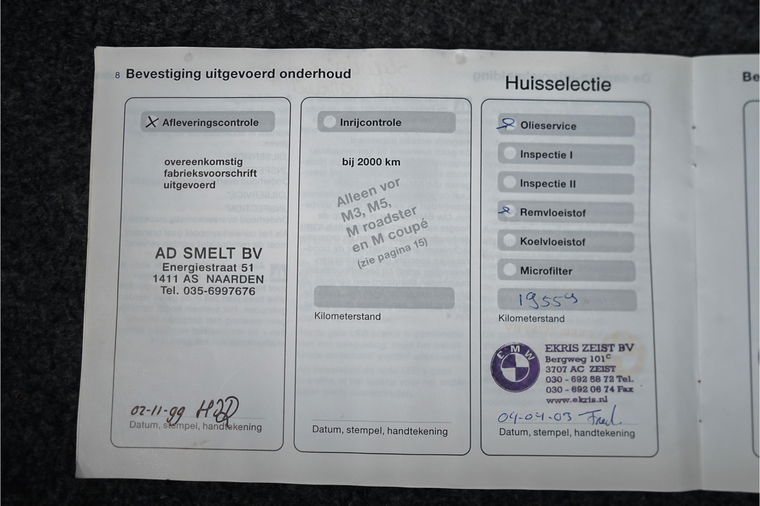 8 Bevestiging uitgevoerd onderhoud
Huisselectie
Be
X Afleveringscontrole
overeenkomstig
fabrieksvoorschrift
uitgevoerd
AD SMELT BV
Energiestraat 51
1411 AS NAARDEN
Tel. 035-6997676
02-11-99
Datum, stempel, handtekening
Inrijcontrole
bij 2000 km
Alleen vor
M3, M5,
M roadster
en M coupé
(zie pagina 15)
Kilometerstand
Datum, stempel, handtekening
Olieservice
Inspectie I
Inspectie II
Remvloeistof
Koelvloeistof
Microfilter
19559
Kilometerstand
BMW
EKRIS ZEIST BV
Bergweg 101c
3707 AC ZEIST
030 - 692 58 72 Tel.
030 - 692 06 74 Fax
www.ekris.nl
04-04-03
Datum, stempel, handtekening